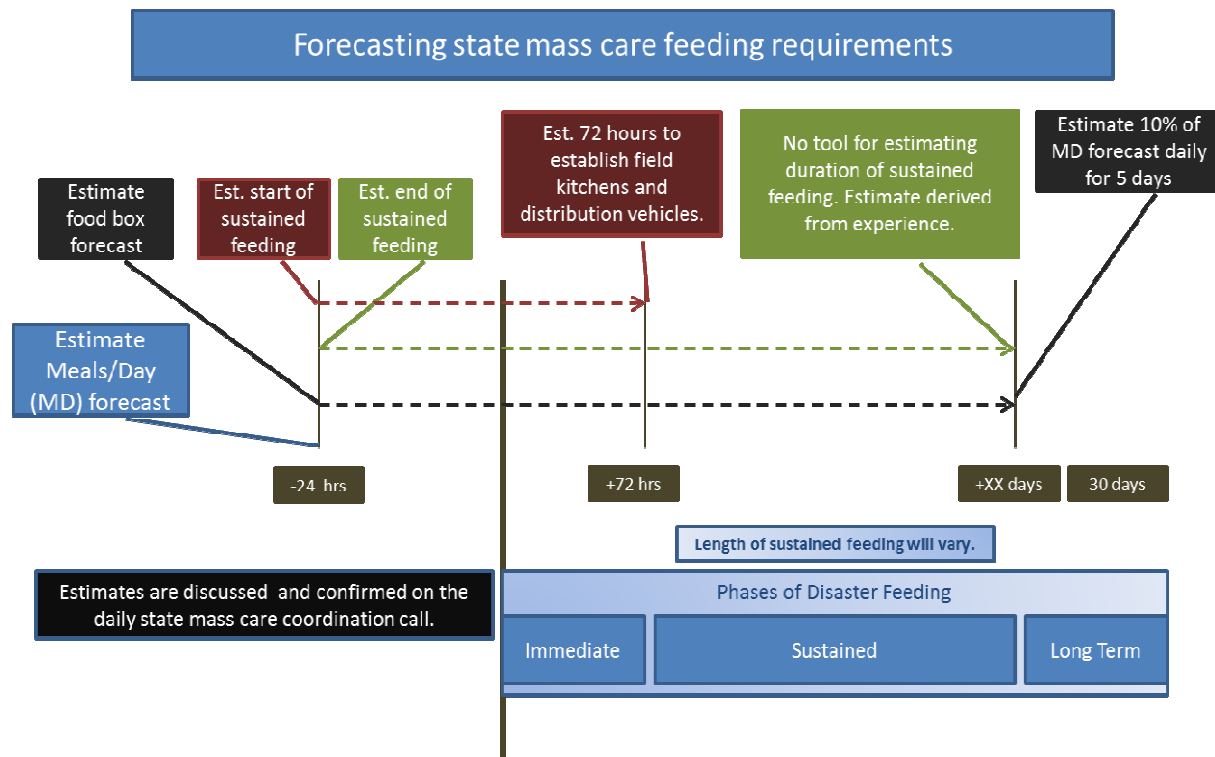 Forecasting state mass care feeding requirements
Est. 72 hours to
establish field
kitchens and
distribution vehicles.
No tool for estimating
duration of sustained
feeding. Estimate derived
from experience.
Estimate 10% of
MD forecast daily
for 5 days
Estimate
food box
forecast
Est. start of
sustained
feeding
Est. end of
sustained
feeding
Estimate
Meals/Day
(MD) forecast
-24 hrs
+72 hrs
+XX days
30 days
Length of sustained feeding will vary.
Estimates are discussed and confirmed on the
daily state mass care coordination call.
Phases of Disaster Feeding
Immediate
Sustained
Long Term